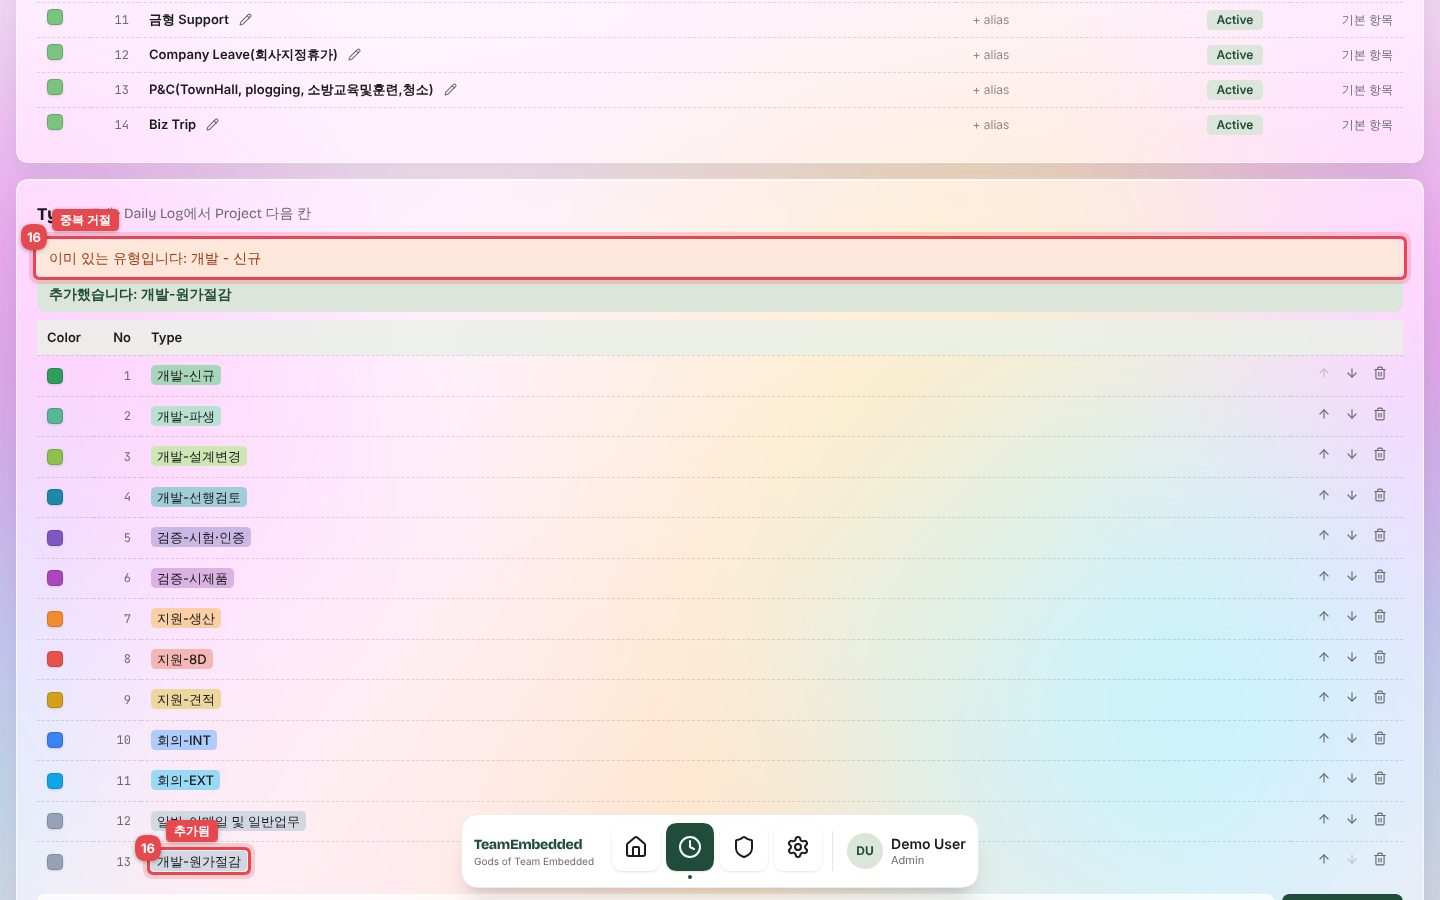 11 금형 Support + alias Active 기본 항목
12 Company Leave(회사지정휴가) + alias Active 기본 항목
13 P&C(TownHall, plogging, 소방교육및훈련,청소) + alias Active 기본 항목
14 Biz Trip + alias Active 기본 항목
Daily Log에서 Project 다음 칸
중복 거절
16
이미 있는 유형입니다: 개발 - 신규
추가했습니다: 개발-원가절감
Color No Type
1 개발-신규
2 개발-파생
3 개발-설계변경
4 개발-선행검토
5 검증-시험·인증
6 검증-시제품
7 지원-생산
8 지원-8D
9 지원-견적
10 회의-INT
11 회의-EXT
12 및 일반업무
추가됨
16
13 개발-원가절감
TeamEmbedded
Gods of Team Embedded
DU
Demo User
Admin